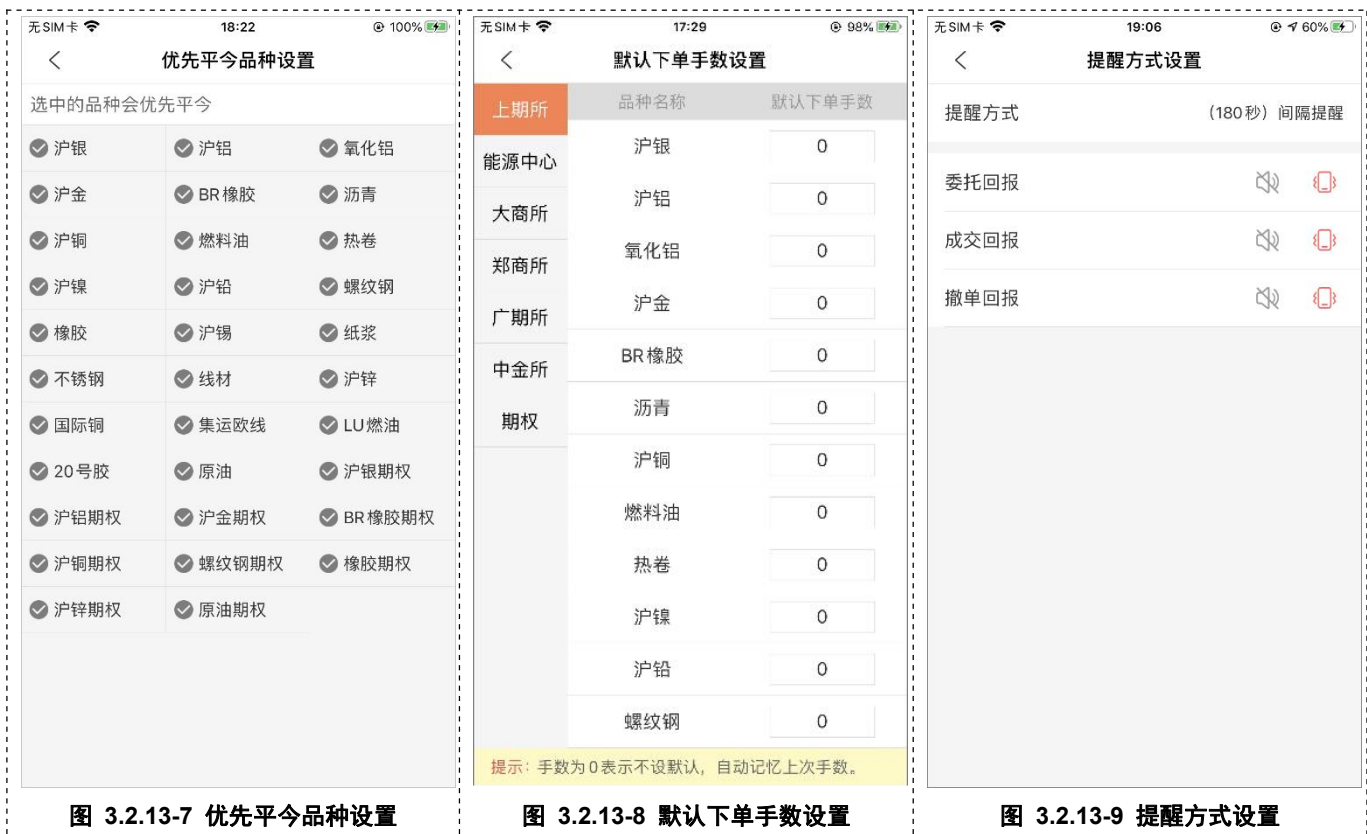 无SIM卡 18:22 100%
优先平今品种设置
选中的品种会优先平今
沪银 沪铝 氧化铝
沪金 BR橡胶 沥青
沪铜 燃料油 热卷
沪镍 沪铅 螺纹钢
橡胶 沪锡 纸浆
不锈钢 线材 沪锌
国际铜 集运欧线 LU燃油
20号胶 原油 沪银期权
沪铝期权 沪金期权 BR橡胶期权
沪铜期权 螺纹钢期权 橡胶期权
沪锌期权 原油期权
图 3.2.13-7 优先平今品种设置
无SIM卡 17:29 98%
默认下单手数设置
上期所
能源中心
大商所
郑商所
广期所
中金所
期权
品种名称 默认下单手数
沪银 0
沪铝 0
氧化铝 0
沪金 0
BR橡胶 0
沥青 0
沪铜 0
燃料油 0
热卷 0
沪镍 0
沪铅 0
螺纹钢 0
提示：手数为0表示不设默认，自动记忆上次手数。
图 3.2.13-8 默认下单手数设置
无SIM卡 19:06 60%
提醒方式设置
提醒方式 （180秒）间隔提醒
委托回报
成交回报
撤单回报
图 3.2.13-9 提醒方式设置